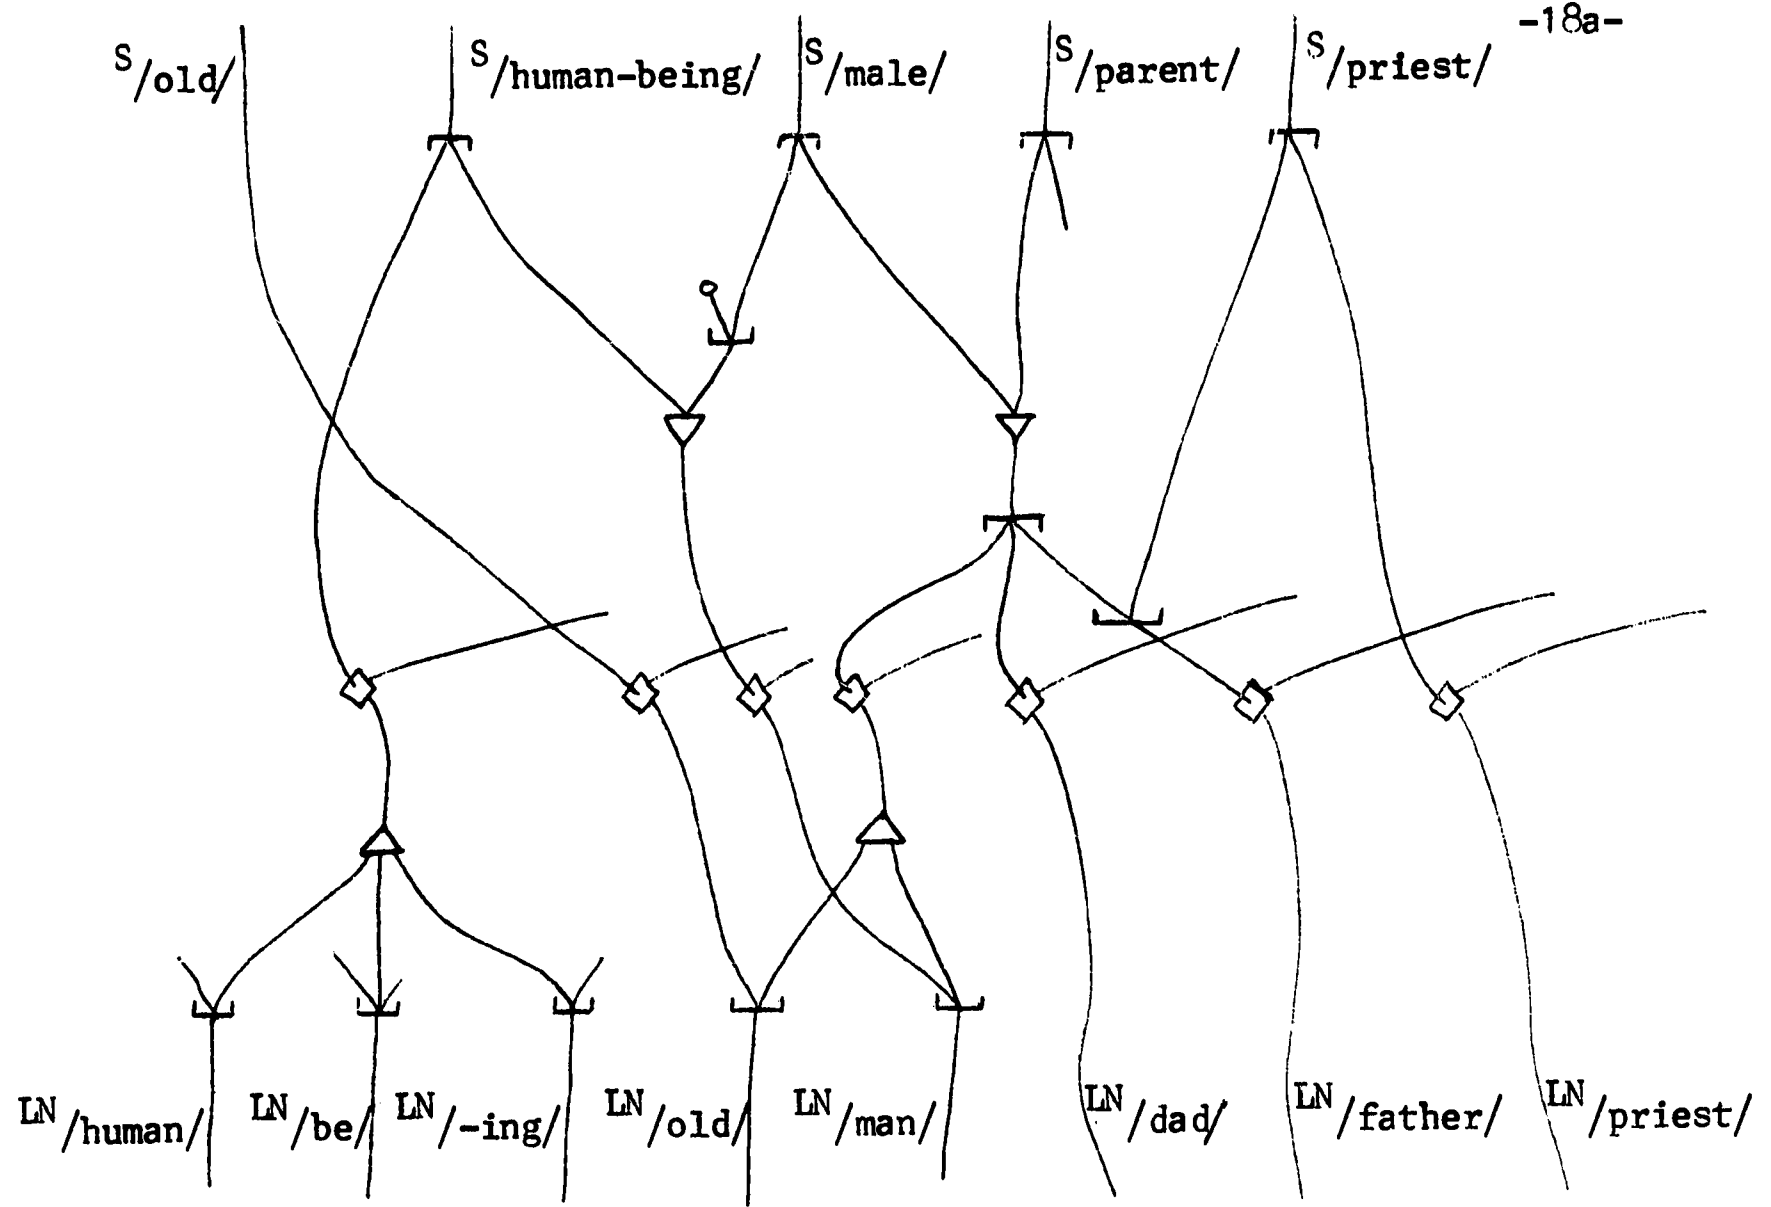 -18a-
S/old/ S/human-being/ S/male/ S/parent/ S/priest/
LN/human/ LN/be/ LN/-ing/ LN/old/ LN/man/ LN/dad/ LN/father/ LN/priest/